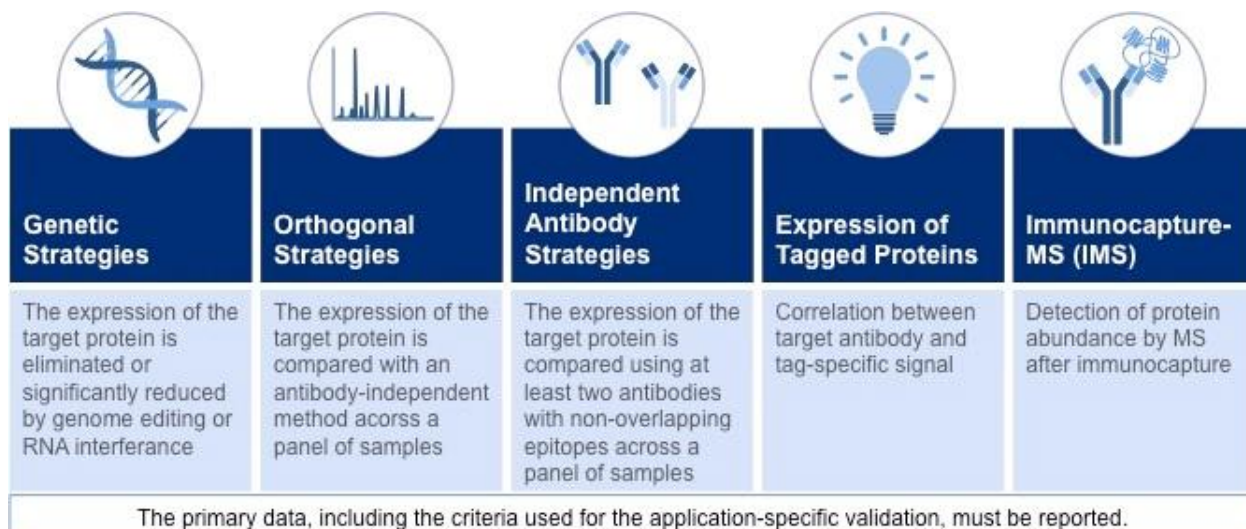 Genetic
Strategies
The expression of the
target protein is
eliminated or
significantly reduced
by genome editing or
RNA interferance
Orthogonal
Strategies
The expression of the
target protein is
compared with an
antibody-independent
method acorss a
panel of samples
Independent
Antibody
Strategies
The expression of the
target protein is
compared using at
least two antibodies
with non-overlapping
epitopes across a
panel of samples
Expression of
Tagged Proteins
Correlation between
target antibody and
tag-specific signal
Immunocapture-
MS (IMS)
Detection of protein
abundance by MS
after immunocapture
The primary data, including the criteria used for the application-specific validation, must be reported.